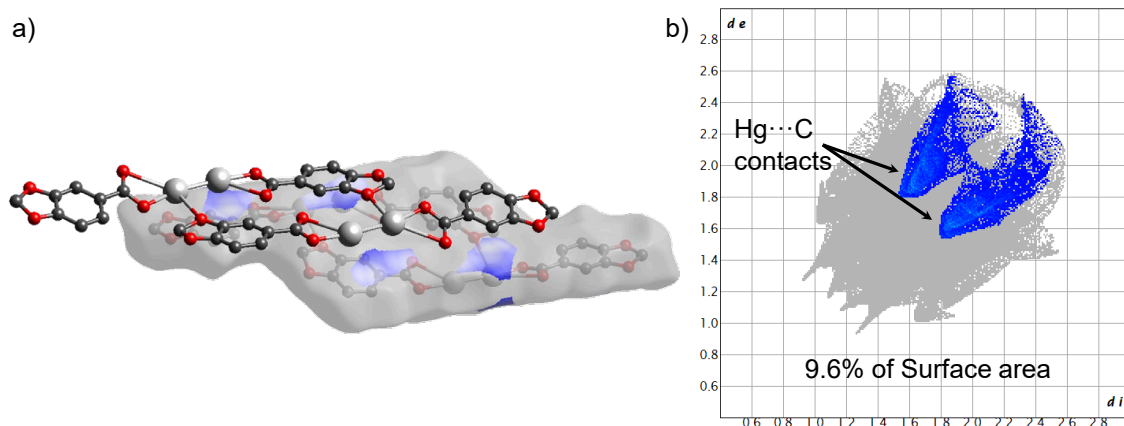 a)
b)
d e
2.8
2.6
2.4
2.2
2.0
1.8
1.6
1.4
1.2
1.0
0.8
0.6
Hg···C
contacts
9.6% of Surface area
d i
0.6 0.8 1.0 1.2 1.4 1.6 1.8 2.0 2.2 2.4 2.6 2.8